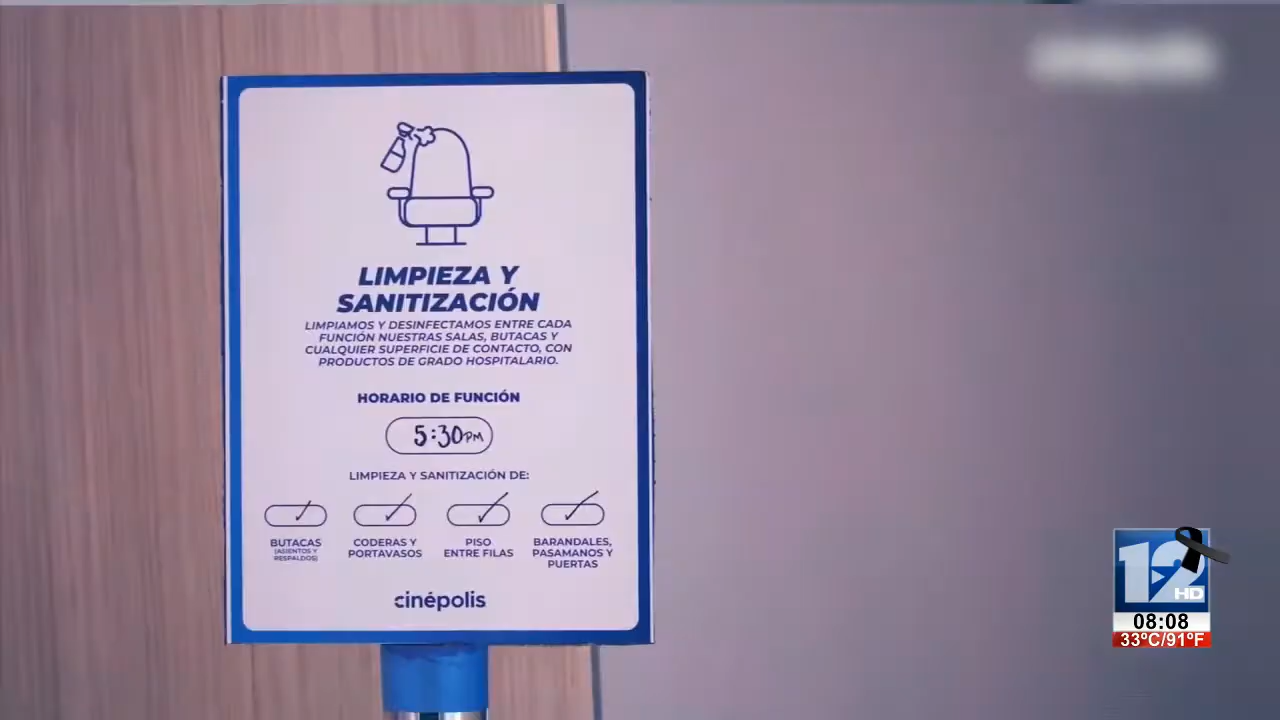 LIMPIEZA Y
SANITIZACIÓN
LIMPIAMOS Y DESINFECTAMOS ENTRE CADA
FUNCIÓN NUESTRAS SALAS, BUTACAS Y
CUALQUIER SUPERFICIE DE CONTACTO, CON
PRODUCTOS DE GRADO HOSPITALARIO.
HORARIO DE FUNCIÓN
5:30PM
LIMPIEZA Y SANITIZACIÓN DE:
BUTACAS
(ASIENTOS Y
RESPALDOS)
CODERAS Y
PORTAVASOS
PISO
ENTRE FILAS
BARANDALES,
PASAMANOS Y
PUERTAS
cinépolis
12
HD
08:08
33°C/91°F